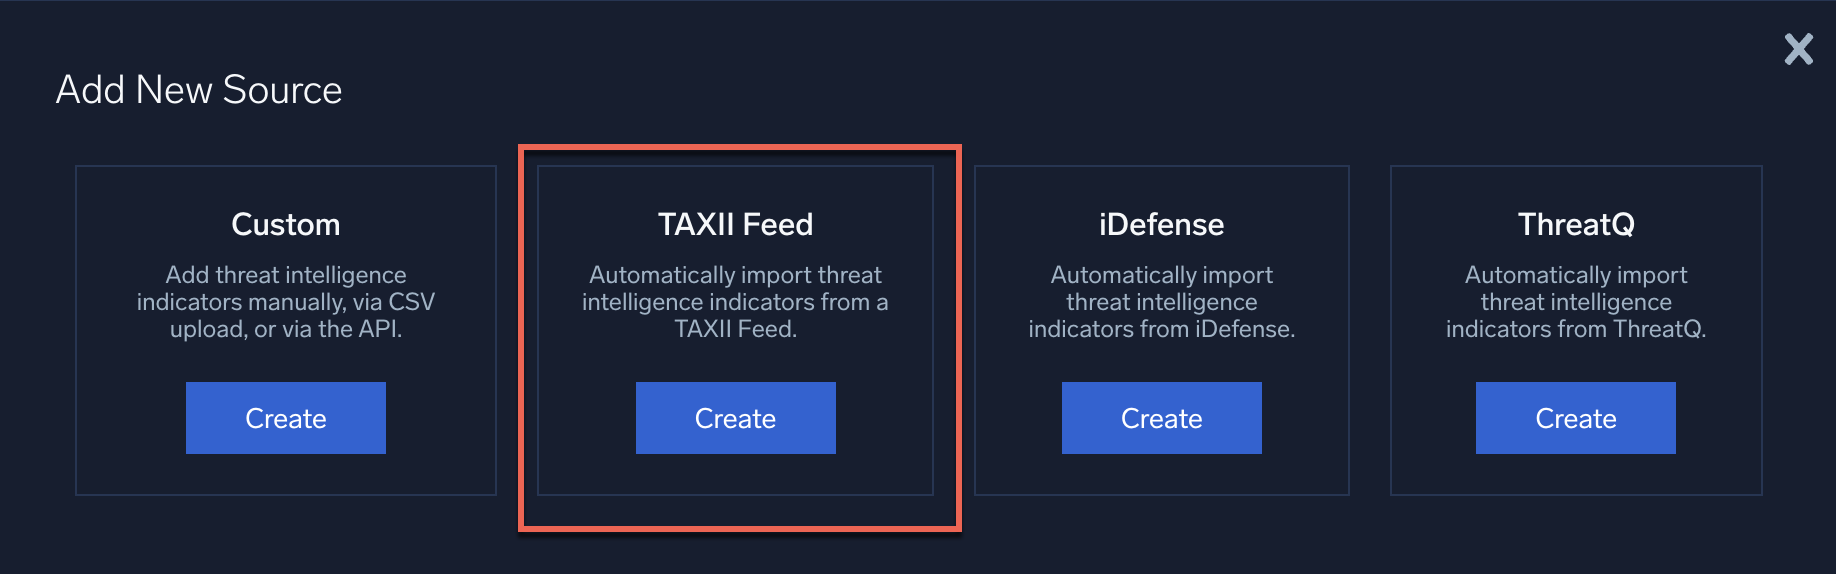 Add New Source
Custom
Add threat intelligence
indicators manually, via CSV
upload, or via the API.
Create
TAXII Feed
Automatically import threat
intelligence indicators from a
TAXII Feed.
Create
iDefense
Automatically import
threat intelligence
indicators from iDefense.
Create
ThreatQ
Automatically import
threat intelligence
indicators from ThreatQ.
Create